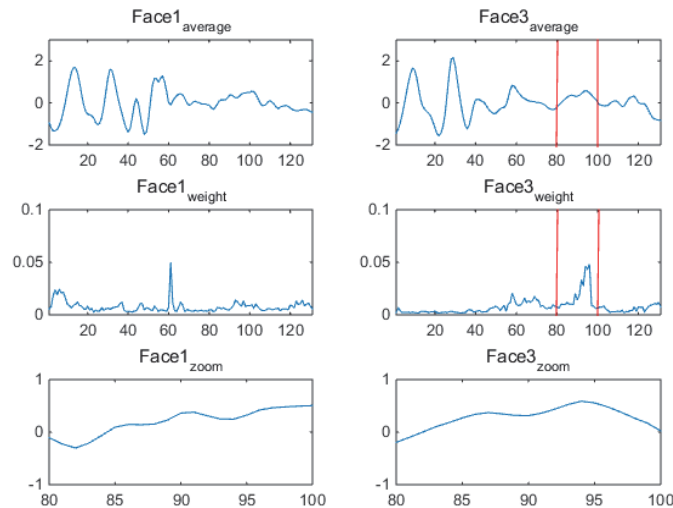 Face1average Face3average
2 2
0 0
-2 -2
20 40 60 80 100 120 20 40 60 80 100 120
Face1weight Face3weight
0.1 0.1
0.05 0.05
0 0
20 40 60 80 100 120 20 40 60 80 100 120
Face1zoom Face3zoom
1 1
0 0
-1 -1
80 85 90 95 100 80 85 90 95 100